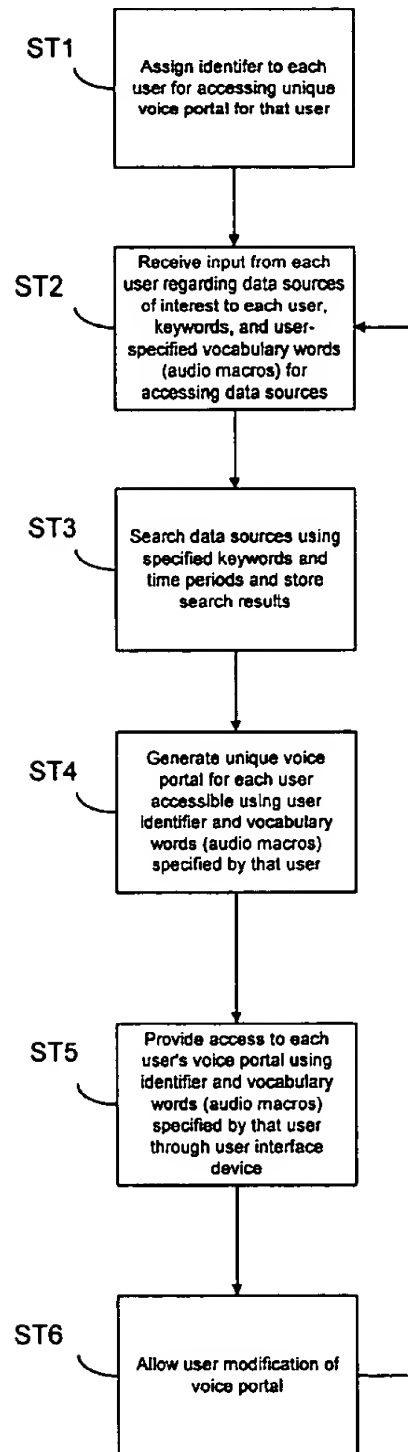 ST1
Assign identifer to each
user for accessing unique
voice portal for that user
ST2
Receive input from each
user regarding data sources
of interest to each user,
keywords, and user-
specified vocabulary words
(audio macros) for
accessing data sources
ST3
Search data sources using
specified keywords and
time periods and store
search results
ST4
Generate unique voice
portal for each user
accessible using user
identifier and vocabulary
words (audio macros)
specified by that user
ST5
Provide access to each
user's voice portal using
identifier and vocabulary
words (audio macros)
specified by that user
through user interface
device
ST6
Allow user modification of
voice portal